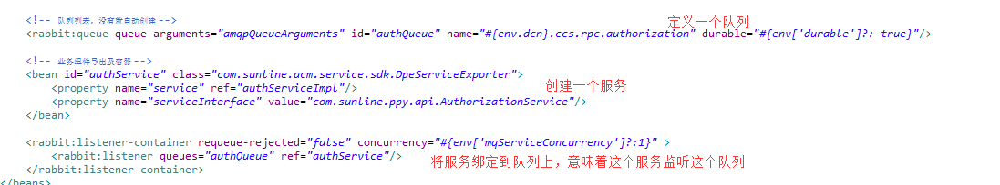 <!-- 队列列表，没有就自动创建 -->
定义一个队列
<rabbit:queue queue-arguments="amqpQueueArguments" id="authQueue" name="#{env.dcn}.ccs.rpc.authorization" durable="#{env['durable']?: true}"/>
<!-- 业务组件导出及容器 -->
<bean id="authService" class="com.sunline.acm.service.sdk.DpeServiceExporter">
<property name="service" ref="authServiceImpl"/>
创建一个服务
<property name="serviceInterface" value="com.sunline.ppy.api.AuthorizationService"/>
</bean>
<rabbit:listener-container requeue-rejected="false" concurrency="#{env['mqServiceConcurrency']?:1}" >
<rabbit:listener queues="authQueue" ref="authService"/>
将服务绑定到队列上，意味着这个服务监听这个队列
</rabbit:listener-container>
</beans>